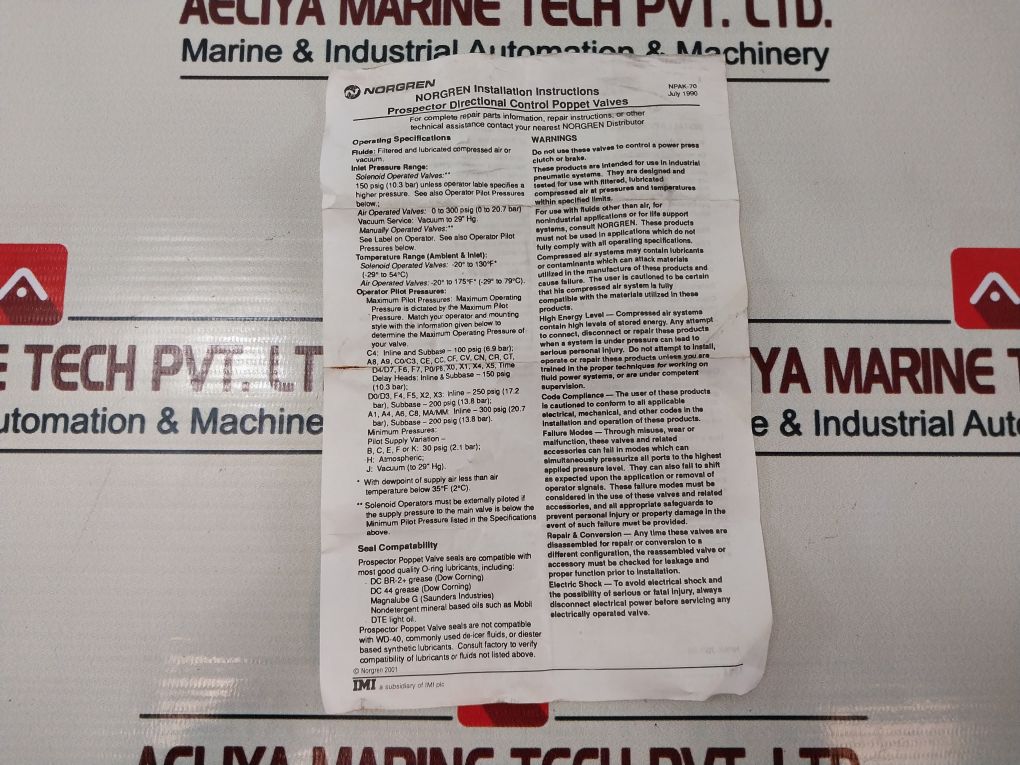 AELIYA MARINE TECH PVT. LTD.
Marine & Industrial Automation & Machinery
NORGREN
NORGREN Installation Instructions
Prospector Directional Control Poppet Valves
NPAK-70
July 1990
For complete repair parts information, repair instructions, or other
technical assistance contact your nearest NORGREN Distributor
Operating Specifications
Fluids: Filtered and lubricated compressed air or
vacuum.
Inlet Pressure Range:
Solenoid Operated Valves:**
150 psig (10.3 bar) unless operator lable specifies a
higher pressure. See also Operator Pilot Pressures
below.;
Air Operated Valves: 0 to 300 psig (0 to 20.7 bar)
Vacuum Service: Vacuum to 29" Hg.
Manually Operated Valves:**
See Label on Operator. See also Operator Pilot
Pressures below.
Temperature Range (Ambient & Inlet):
Solenoid Operated Valves: -20° to 130°F*
(-29° to 54°C)
Air Operated Valves: -20° to 175°F* (-29° to 79°C).
Operator Pilot Pressures:
Maximum Pilot Pressures: Maximum Operating
Pressure is dictated by the Maximum Pilot
Pressure. Match your operator and mounting
style with the information given below to
determine the Maximum Operating Pressure of
your valve.
C4: Inline and Subbase – 100 psig (6.9 bar);
A8, A9, C0/C3, CE, CC, CF, CV, CN, CR, CT,
D4/D7, F6, F7, P0/P8, X0, X1, X4, X5, Time
Delay Heads: Inline & Subbase – 150 psig
(10.3 bar);
D0/D3, F4, F5, X2, X3: Inline – 250 psig (17.2
bar), Subbase – 200 psig (13.8 bar);
A1, A4, A6, C8, MA/MM: Inline – 300 psig (20.7
bar), Subbase – 200 psig (13.8 bar).
Minimum Pressures:
Pilot Supply Variation –
B, C, E, F or K: 30 psig (2.1 bar);
H: Atmospheric;
J: Vacuum (to 29" Hg).
* With dewpoint of supply air less than air
temperature below 35°F (2°C).
** Solenoid Operators must be externally piloted if
the supply pressure to the main valve is below the
Minimum Pilot Pressure listed in the Specifications
above.
Seal Compatability
Prospector Poppet Valve seals are compatible with
most good quality O-ring lubricants, including:
DC BR-2+ grease (Dow Corning)
DC 44 grease (Dow Corning)
Magnalube G (Saunders Industries)
Nondetergent mineral based oils such as Mobil
DTE light oil.
Prospector Poppet Valve seals are not compatible
with WD-40, commonly used de-icer fluids, or diester
based synthetic lubricants. Consult factory to verify
compatibility of lubricants or fluids not listed above.
© Norgren 2001
IMI a subsidiary of IMI plc
WARNINGS
Do not use these valves to control a power press
clutch or brake.
These products are intended for use in industrial
pneumatic systems. They are designed and
tested for use with filtered, lubricated
compressed air at pressures and temperatures
within specified limits.
For use with fluids other than air, for
nonindustrial applications or for life support
systems, consult NORGREN. These products
must not be used in applications which do not
fully comply with all operating specifications.
Compressed air systems may contain lubricants
or contaminants which can attack materials
utilized in the manufacture of these products and
cause failure. The user is cautioned to be certain
that his compressed air system is fully
compatible with the materials utilized in these
products.
High Energy Level — Compressed air systems
contain high levels of stored energy. Any attempt
to connect, disconnect or repair these products
when a system is under pressure can lead to
serious personal injury. Do not attempt to install,
operate or repair these products unless you are
trained in the proper techniques for working on
fluid power systems, or are under competent
supervision.
Code Compliance — The user of these products
is cautioned to conform to all applicable
electrical, mechanical, and other codes in the
installation and operation of these products.
Failure Modes — Through misuse, wear or
malfunction, these valves and related
accessories can fail in modes which can
simultaneously pressurize all ports to the highest
applied pressure level. They can also fail to shift
as expected upon the application or removal of
operator signals. These failure modes must be
considered in the use of these valves and related
accessories, and all appropriate safeguards to
prevent personal injury or property damage in the
event of such failure must be provided.
Repair & Conversion — Any time these valves are
disassembled for repair or conversion to a
different configuration, the reassembled valve or
accessory must be checked for leakage and
proper function prior to installation.
Electric Shock — To avoid electrical shock and
the possibility of serious or fatal injury, always
disconnect electrical power before servicing any
electrically operated valve.
E TECH PVT. LT
utomation & Machine
YA MARINE T
e & Industrial Auto
AELIYA MARINE TECH PVT. LTD.